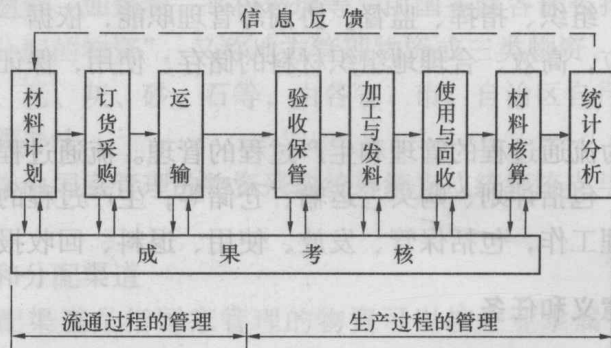 信息反馈
材料计划
订货采购
运输
验收保管
加工与发料
使用与回收
材料核算
统计分析
成果考核
流通过程的管理
生产过程的管理